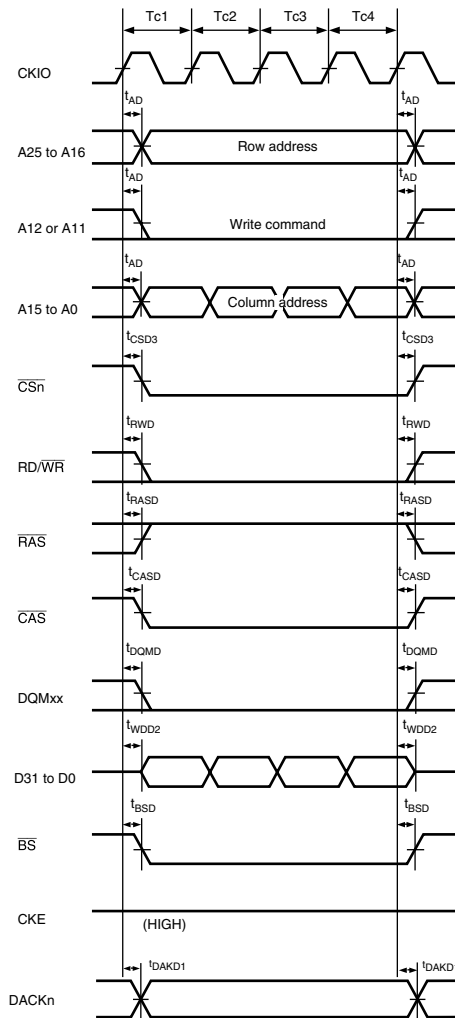 Tc1 Tc2 Tc3 Tc4
CKIO
tAD tAD
A25 to A16 Row address
tAD tAD
A12 or A11 Write command
tAD tAD
A15 to A0 Column address
tCSD3 tCSD3
CSn
tRWD tRWD
RD/WR
tRASD tRASD
RAS
tCASD tCASD
CAS
tDQMD tDQMD
DQMxx
tWDD2 tWDD2
D31 to D0
tBSD tBSD
BS
CKE
(HIGH)
tDAKD1 tDAKD1
DACKn